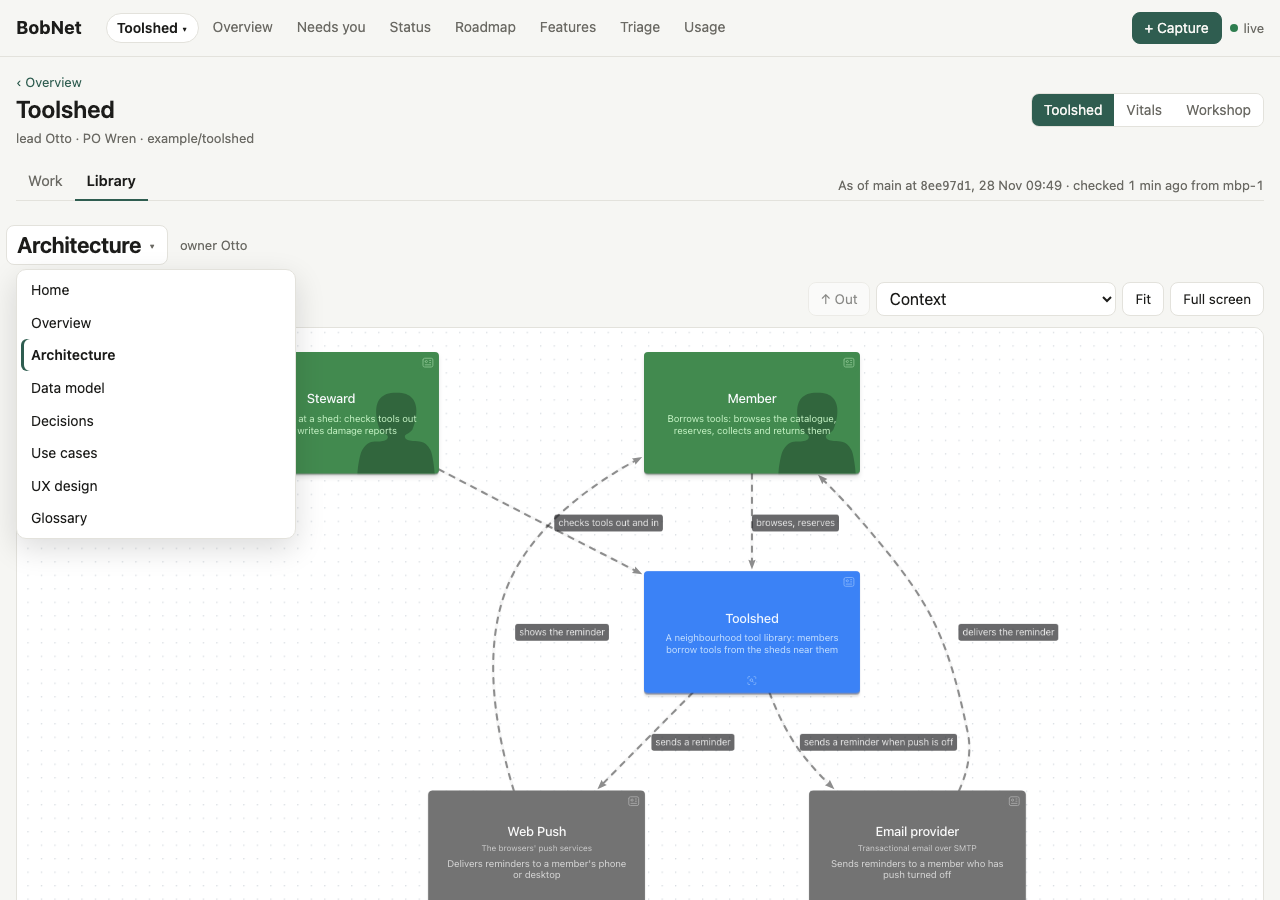 BobNet
Toolshed ▾
Overview
Needs you
Status
Roadmap
Features
Triage
Usage
+ Capture
live
‹ Overview
Toolshed
lead Otto · PO Wren · example/toolshed
Toolshed
Vitals
Workshop
Work
Library
As of main at 8ee97d1, 28 Nov 09:49 · checked 1 min ago from mbp-1
Architecture ▾
owner Otto
Home
Overview
Architecture
Data model
Decisions
Use cases
UX design
Glossary
↑ Out
Context
Fit
Full screen
Steward
at a shed: checks tools out
writes damage reports
Member
Borrows tools: browses the catalogue,
reserves, collects and returns them
checks tools out and in
browses, reserves
Toolshed
A neighbourhood tool library: members
borrow tools from the sheds near them
shows the reminder
delivers the reminder
sends a reminder
sends a reminder when push is off
Web Push
The browsers' push services
Delivers reminders to a member's phone
or desktop
Email provider
Transactional email over SMTP
Sends reminders to a member who has
push turned off